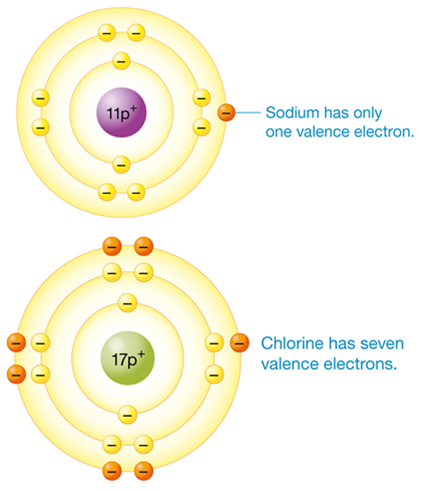 11p⁺
Sodium has only
one valence electron.
17p⁺
Chlorine has seven
valence electrons.